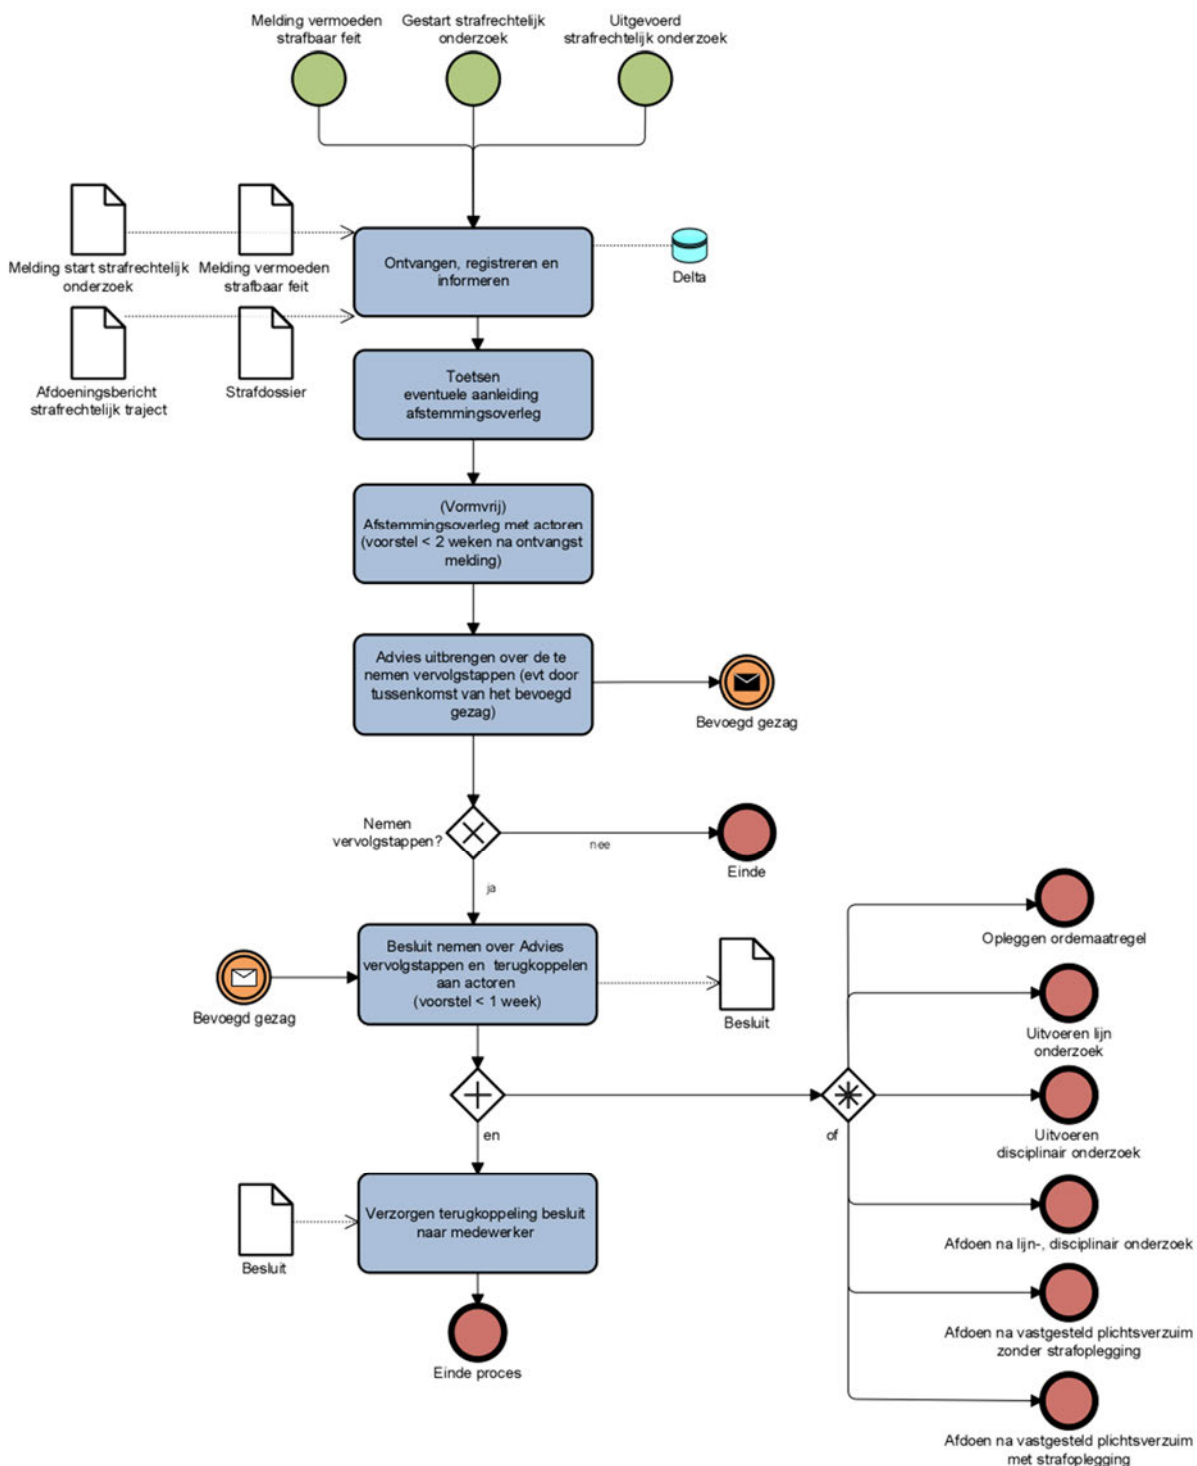 Melding vermoeden
strafbaar feit
Gestart strafrechtelijk
onderzoek
Uitgevoerd
strafrechtelijk onderzoek
Melding start strafrechtelijk
onderzoek
Melding vermoeden
strafbaar feit
Ontvangen, registreren en
informeren
Delta
Afdoeningsbericht
strafrechtelijk traject
Strafdossier
Toetsen
eventuele aanleiding
afstemmingsoverleg
(Vormvrij)
Afstemmingsoverleg met actoren
(voorstel < 2 weken na ontvangst
melding)
Advies uitbrengen over de te
nemen vervolgstappen (evt door
tussenkomst van het bevoegd
gezag)
Bevoegd gezag
Nemen
vervolgstappen?
nee
Einde
ja
Besluit nemen over Advies
vervolgstappen en terugkoppelen
aan actoren
(voorstel < 1 week)
Bevoegd gezag
Besluit
en
of
Opleggen ordemaatregel
Uitvoeren lijn
onderzoek
Uitvoeren
disciplinair onderzoek
Afdoen na lijn-, disciplinair onderzoek
Afdoen na vastgesteld plichtsverzuim
zonder strafoplegging
Afdoen na vastgesteld plichtsverzuim
met strafoplegging
Besluit
Verzorgen terugkoppeling besluit
naar medewerker
Einde proces